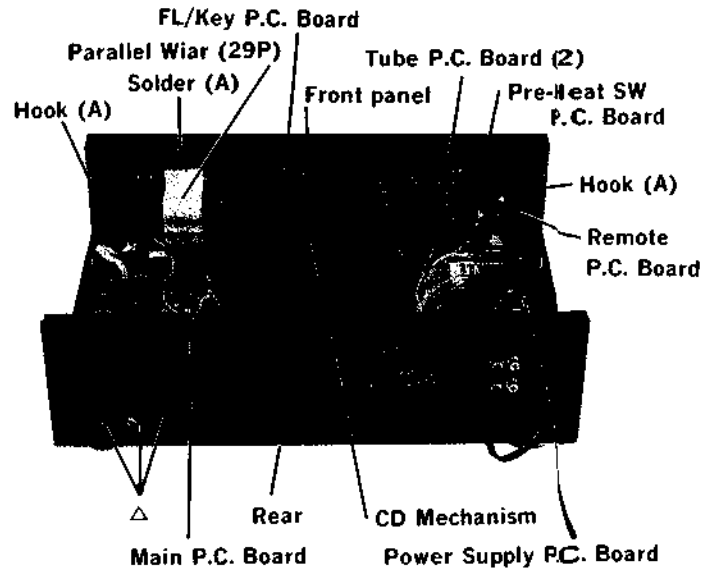 FL/Key P.C. Board
Parallel Wiar (29P)
Tube P.C. Board (2)
Solder (A)
Front panel
Pre-Heat SW
P.C. Board
Hook (A)
Hook (A)
Remote
P.C. Board
△
Rear
CD Mechanism
Main P.C. Board
Power Supply P.C. Board